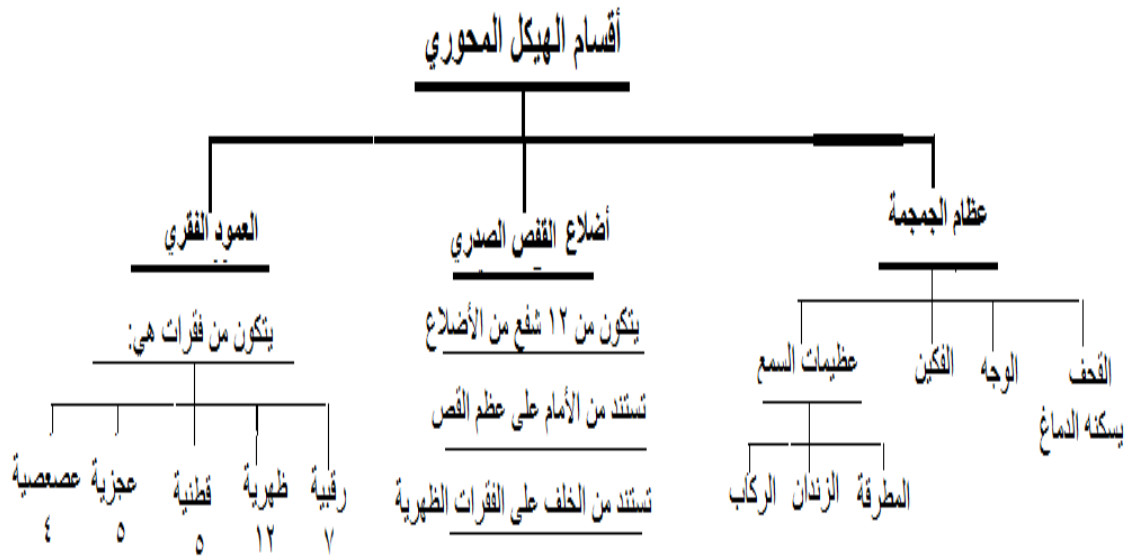 أقسام الهيكل المحوري
عظام الجمجمة
القحف
يسكنه الدماغ
الوجه
الفكين
عظيمات السمع
المطرقة
الزندان
الركاب
أضلاع القفص الصدري
يتكون من ١٢ شفع من الأضلاع
تستند من الأمام على عظم القص
تستند من الخلف على الفقرات الظهرية
العمود الفقري
يتكون من فقرات هي:
رقبية
٧
ظهرية
١٢
قطنية
٥
عجزية
٥
عصعصية
٤